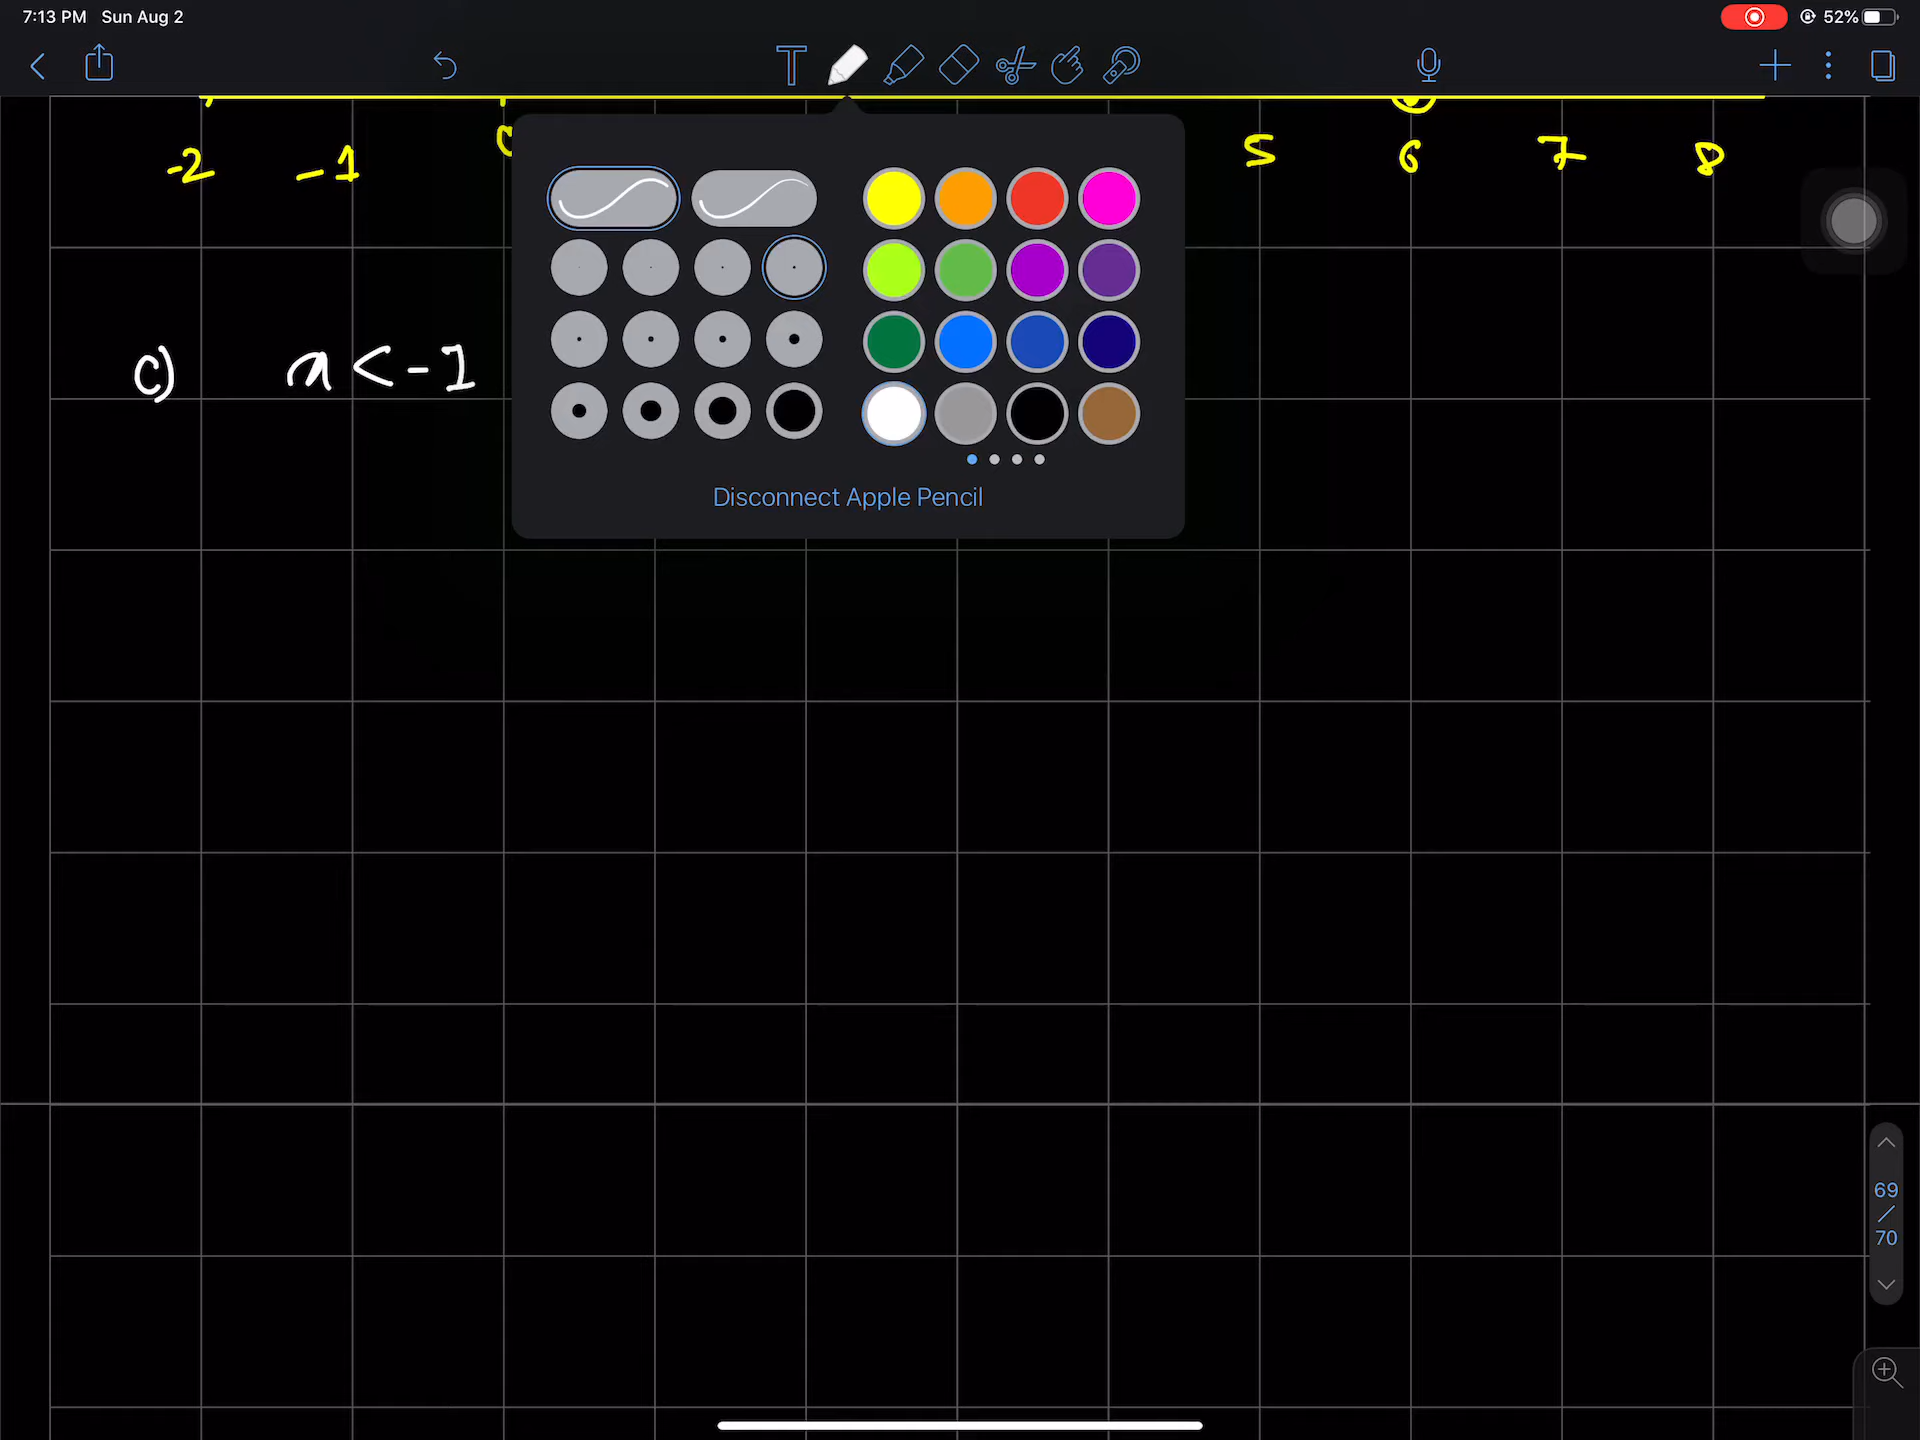 7:13 PM Sun Aug 2 52%
T
-2 -1 0 5 6 7 8
c) a < -1
Disconnect Apple Pencil
69
/
70